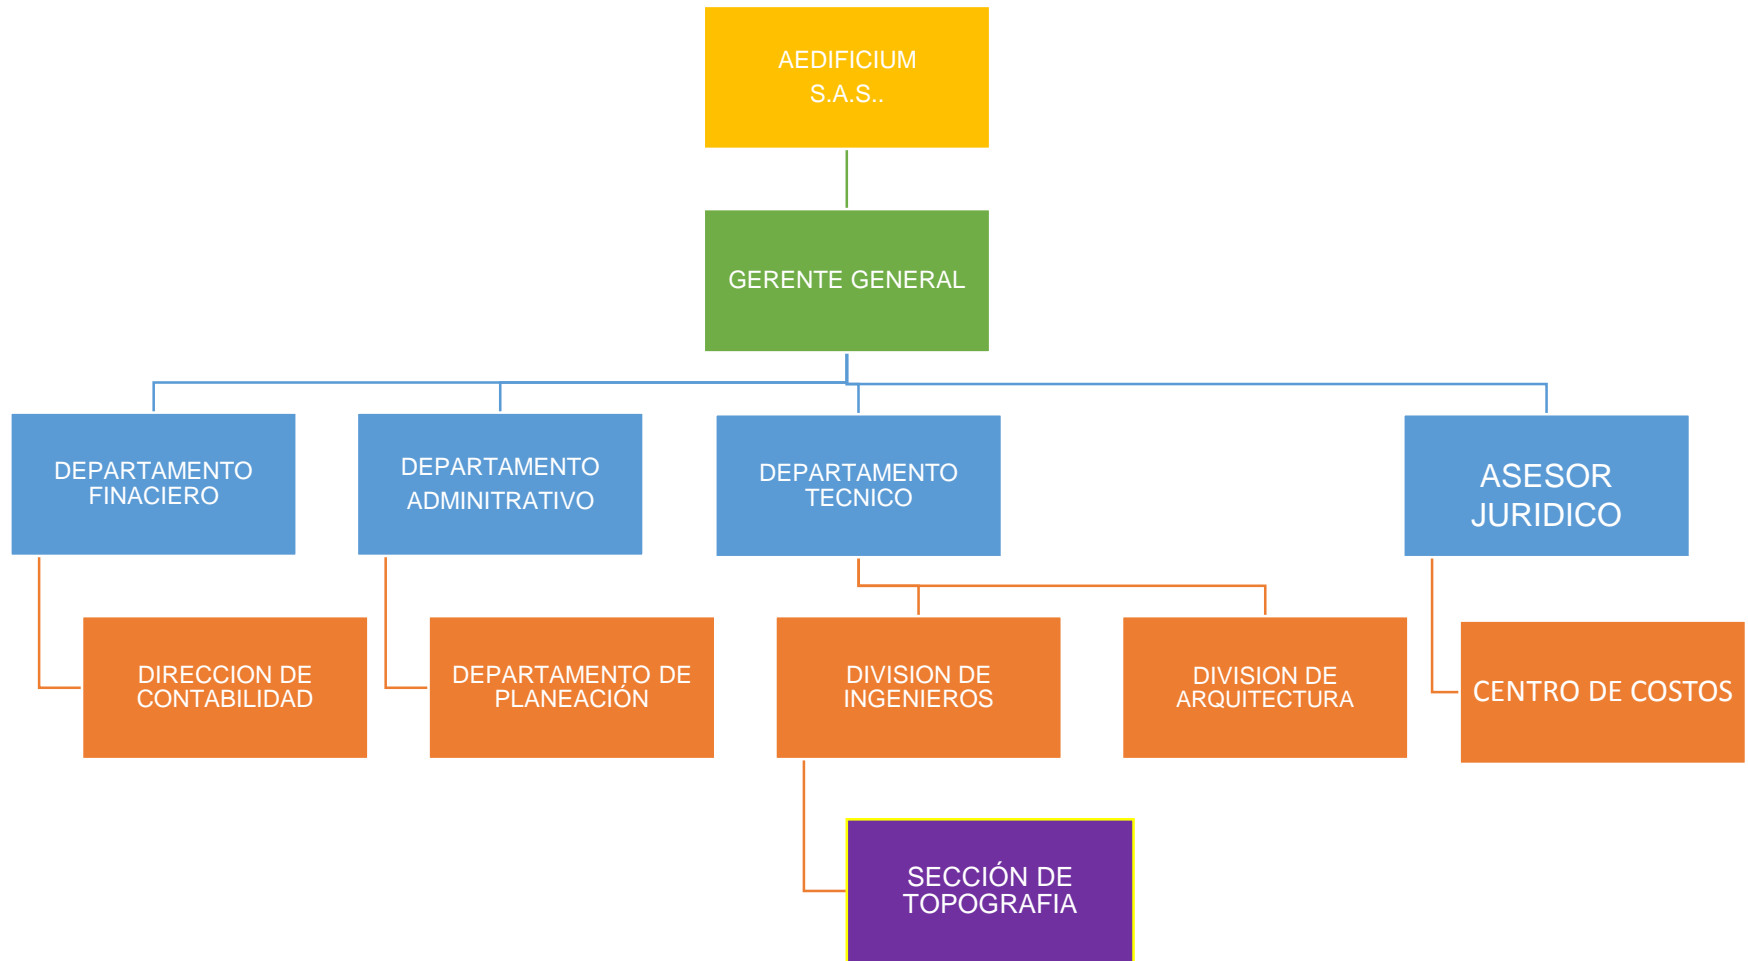 AEDIFICIUM
S.A.S..
GERENTE GENERAL
DEPARTAMENTO
FINACIERO
DEPARTAMENTO
ADMINITRATIVO
DEPARTAMENTO
TECNICO
ASESOR
JURIDICO
DIRECCION DE
CONTABILIDAD
DEPARTAMENTO DE
PLANEACIÓN
DIVISION DE
INGENIEROS
DIVISION DE
ARQUITECTURA
CENTRO DE COSTOS
SECCIÓN DE
TOPOGRAFIA